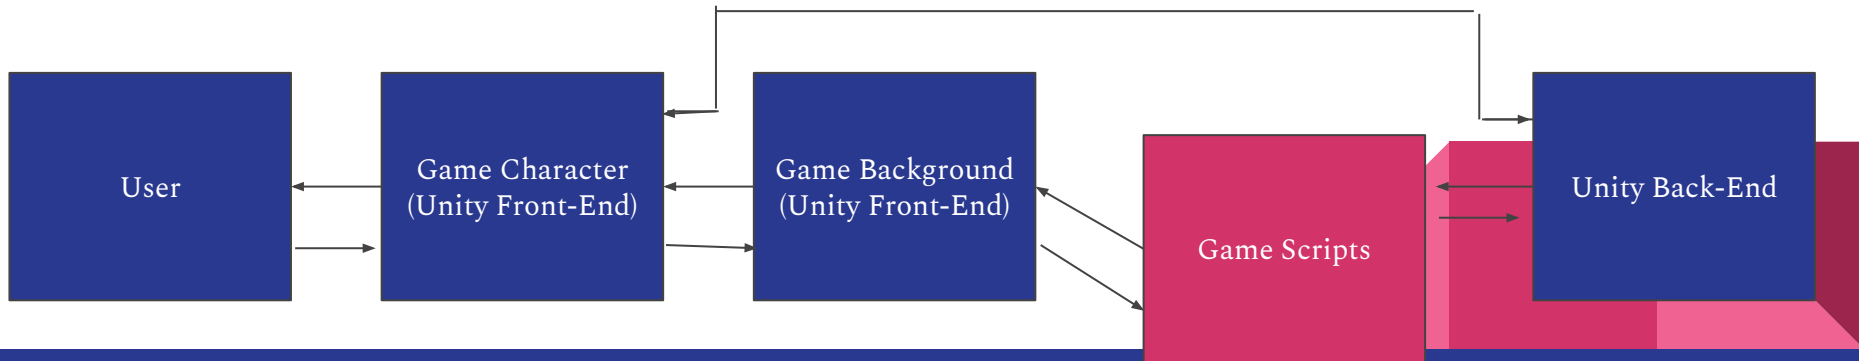 User
Game Character
(Unity Front-End)
Game Background
(Unity Front-End)
Game Scripts
Unity Back-End